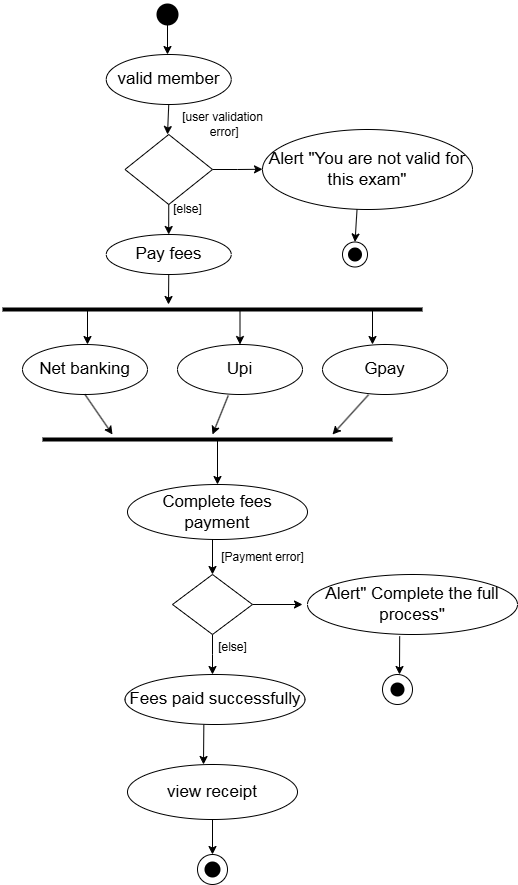 valid member
[user validation
error]
Alert "You are not valid for
this exam"
[else]
Pay fees
Net banking
Upi
Gpay
Complete fees
payment
[Payment error]
Alert" Complete the full
process"
[else]
Fees paid successfully
view receipt